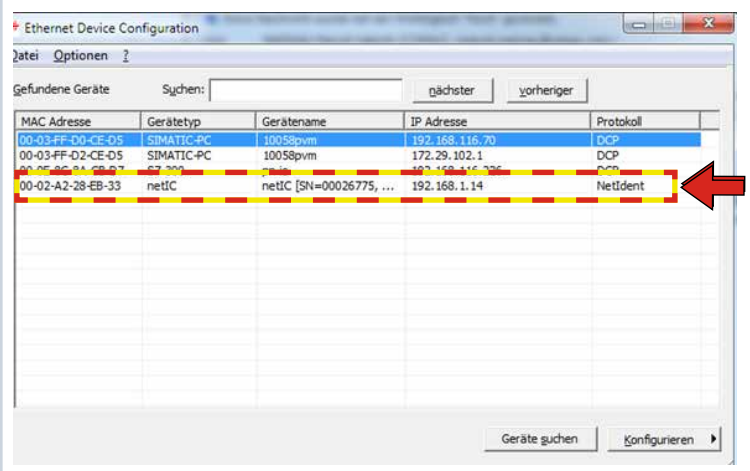 Ethernet Device Configuration
Datei Optionen ?
Gefundene Geräte Suchen: nächster vorheriger
MAC Adresse Gerätetyp Gerätename IP Adresse Protokoll
00-03-FF-D0-CE-D5 SIMATIC-PC 10058pvm 192.168.116.70 DCP
00-03-FF-D2-CE-D5 SIMATIC-PC 10058pvm 172.29.102.1 DCP
DCP
00-02-A2-28-EB-33 netIC netIC [SN=00026775, ... 192.168.1.14 NetIdent
Geräte suchen Konfigurieren